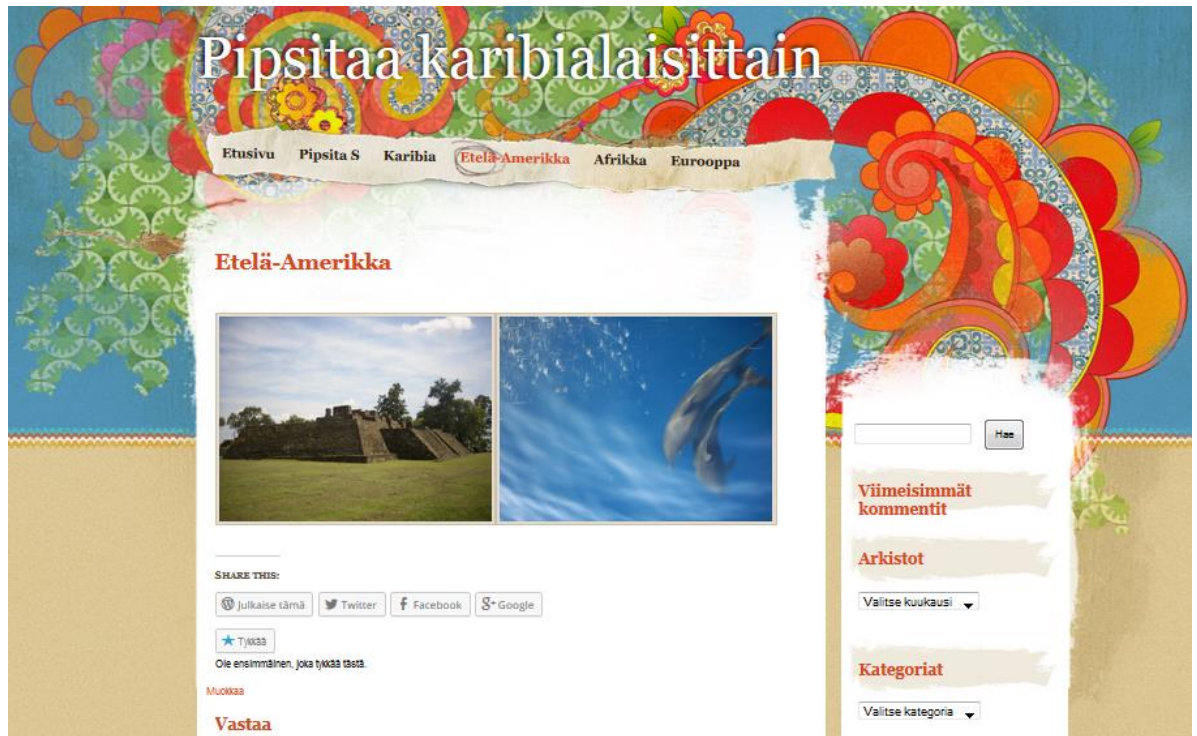 Pipsitaa karibialaisittain
Etusivu Pipsita S Karibia Etelä-Amerikka Afrikka Eurooppa
Etelä-Amerikka
SHARE THIS:
Julkaise tämä Twitter Facebook Google
Tykkää
Ole ensimmäinen, joka tykkää tästä.
Muokkaa
Vastaa
Hae
Viimeisimmät
kommentit
Arkistot
Valitse kuukausi
Kategoriat
Valitse kategoria